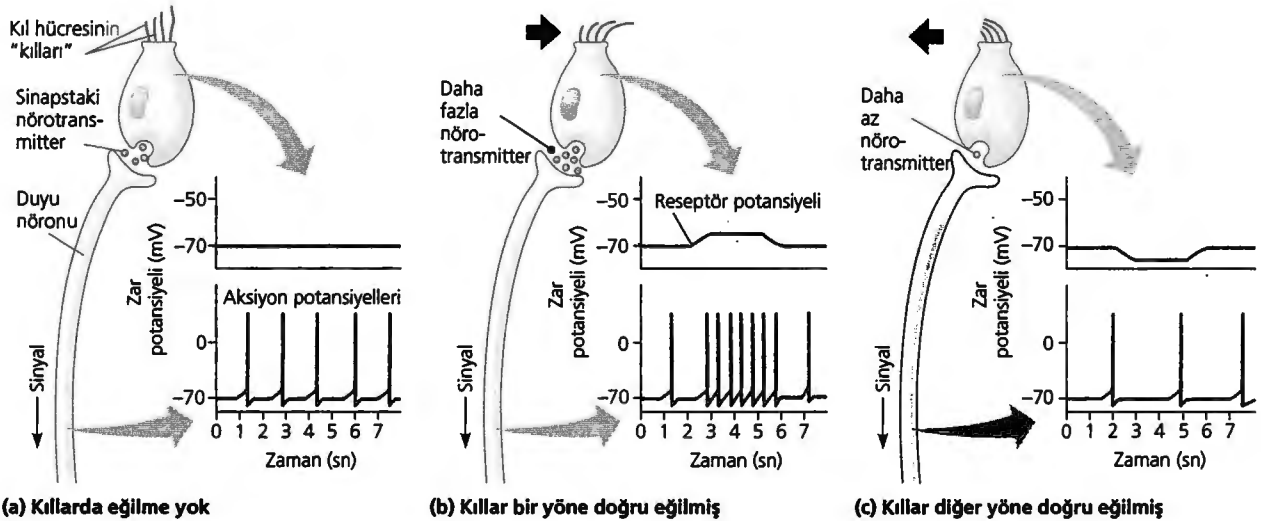 Kıl hücresinin
“kılları”
Sinapstaki
nörotrans-
mitter
Duyu
nöronu
Sinyal
Zar
potansiyeli (mV)
−50
−70
Aksiyon potansiyelleri
0
−70
0 1 2 3 4 5 6 7
Zaman (sn)
(a) Kıllarda eğilme yok
Daha
fazla
nöro-
transmitter
Sinyal
Zar
potansiyeli (mV)
−50
−70
Reseptör potansiyeli
0
−70
0 1 2 3 4 5 6 7
Zaman (sn)
(b) Kıllar bir yöne doğru eğilmiş
Daha
az
nöro-
transmitter
Sinyal
Zar
potansiyeli (mV)
−50
−70
0
−70
0 1 2 3 4 5 6 7
Zaman (sn)
(c) Kıllar diğer yöne doğru eğilmiş